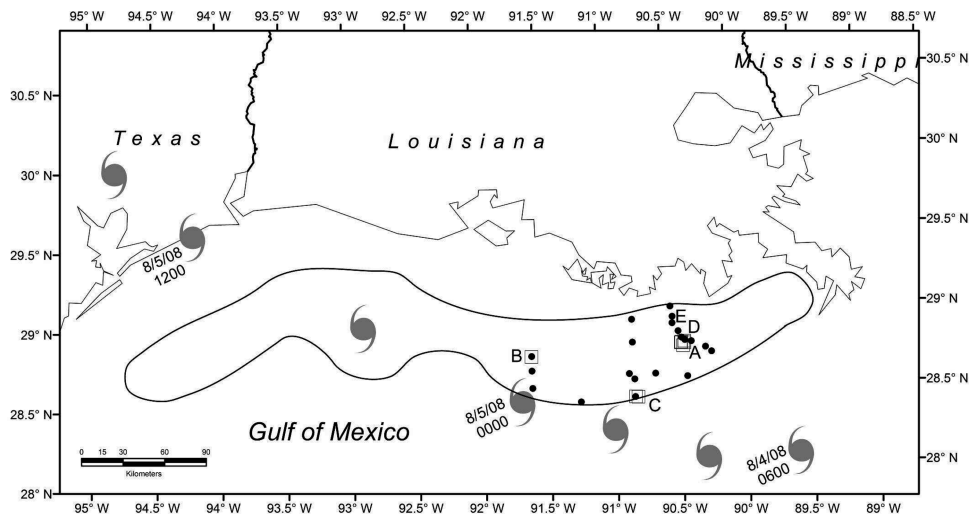 95° W 94.5° W 94° W 93.5° W 93° W 92.5° W 92° W 91.5° W 91° W 90.5° W 90° W 89.5° W 89° W 88.5° W
Mississippi
30.5° N 30.5° N
Texas Louisiana
30° N 30° N
29.5° N 29.5° N
8/5/08
1200
29° N 29° N
E
D
A
B
C
28.5° N 28.5° N
8/5/08
0000
Gulf of Mexico
8/4/08
0600
28° N 28° N
0 15 30 60 90
Kilometers
95° W 94.5° W 94° W 93.5° W 93° W 92.5° W 92° W 91.5° W 91° W 90.5° W 90° W 89.5° W 89° W